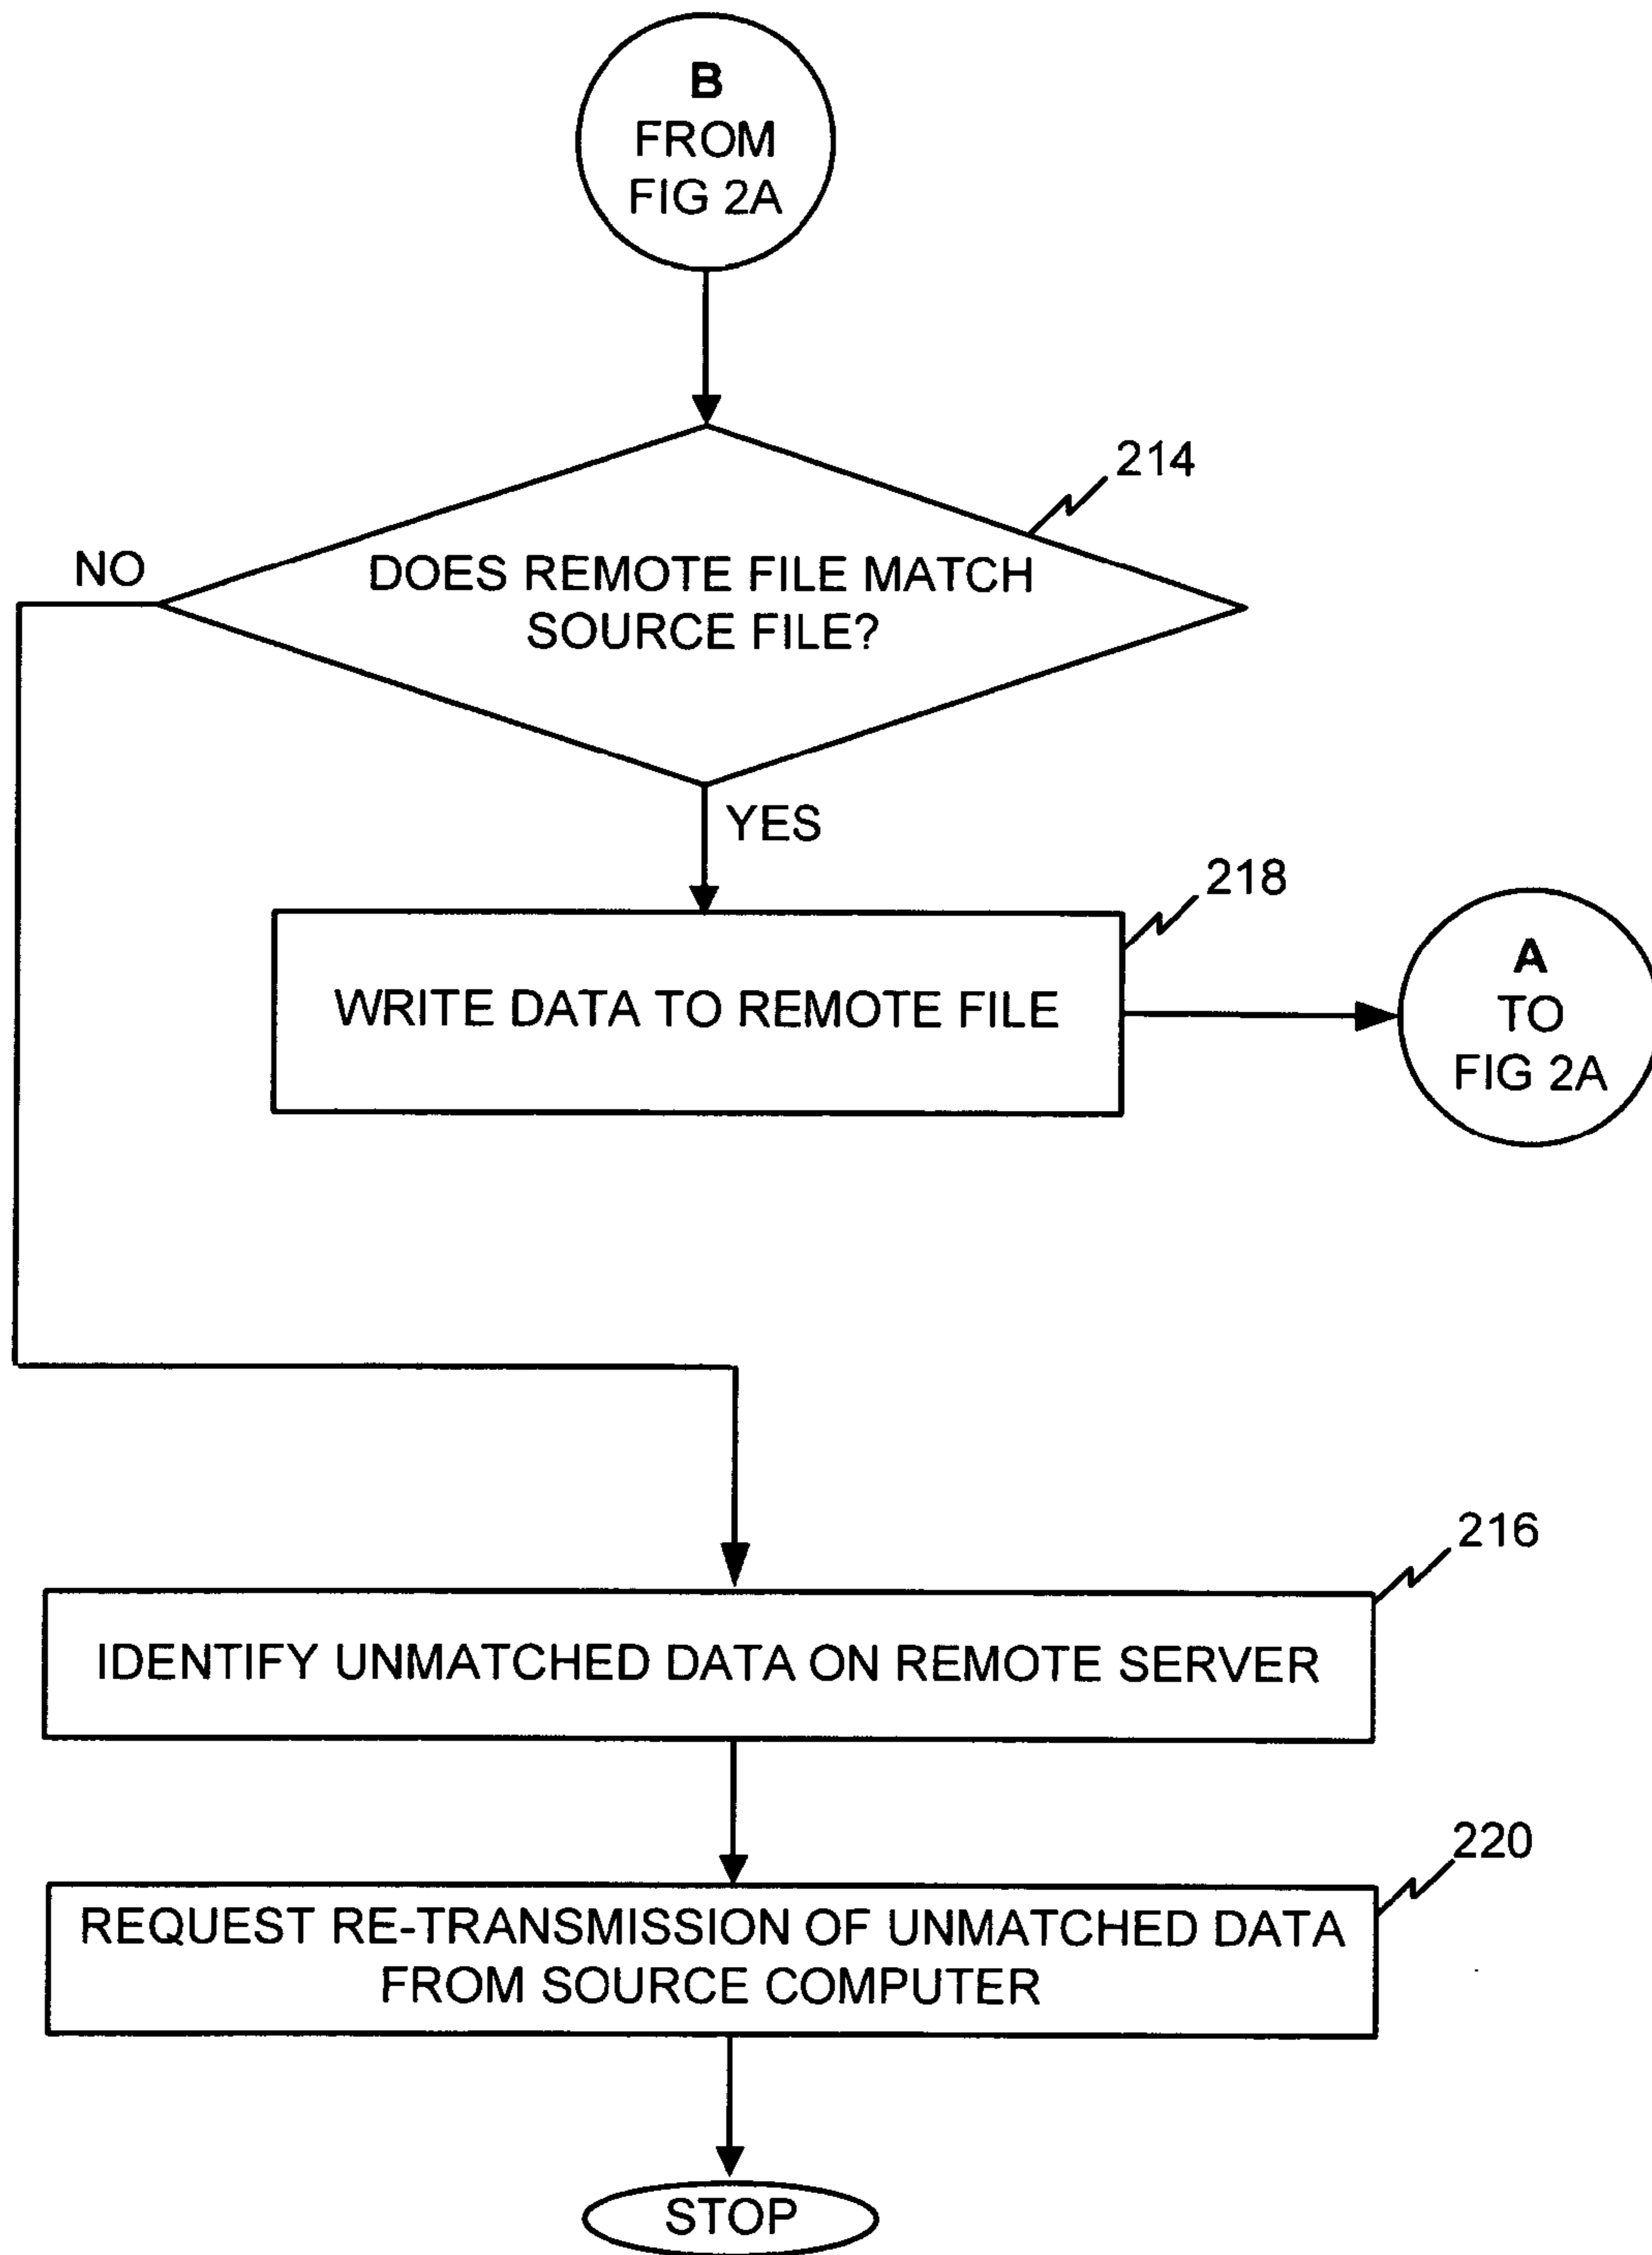 B
FROM
FIG 2A
214
NO
DOES REMOTE FILE MATCH
SOURCE FILE?
YES
218
WRITE DATA TO REMOTE FILE
A
TO
FIG 2A
216
IDENTIFY UNMATCHED DATA ON REMOTE SERVER
220
REQUEST RE-TRANSMISSION OF UNMATCHED DATA
FROM SOURCE COMPUTER
STOP